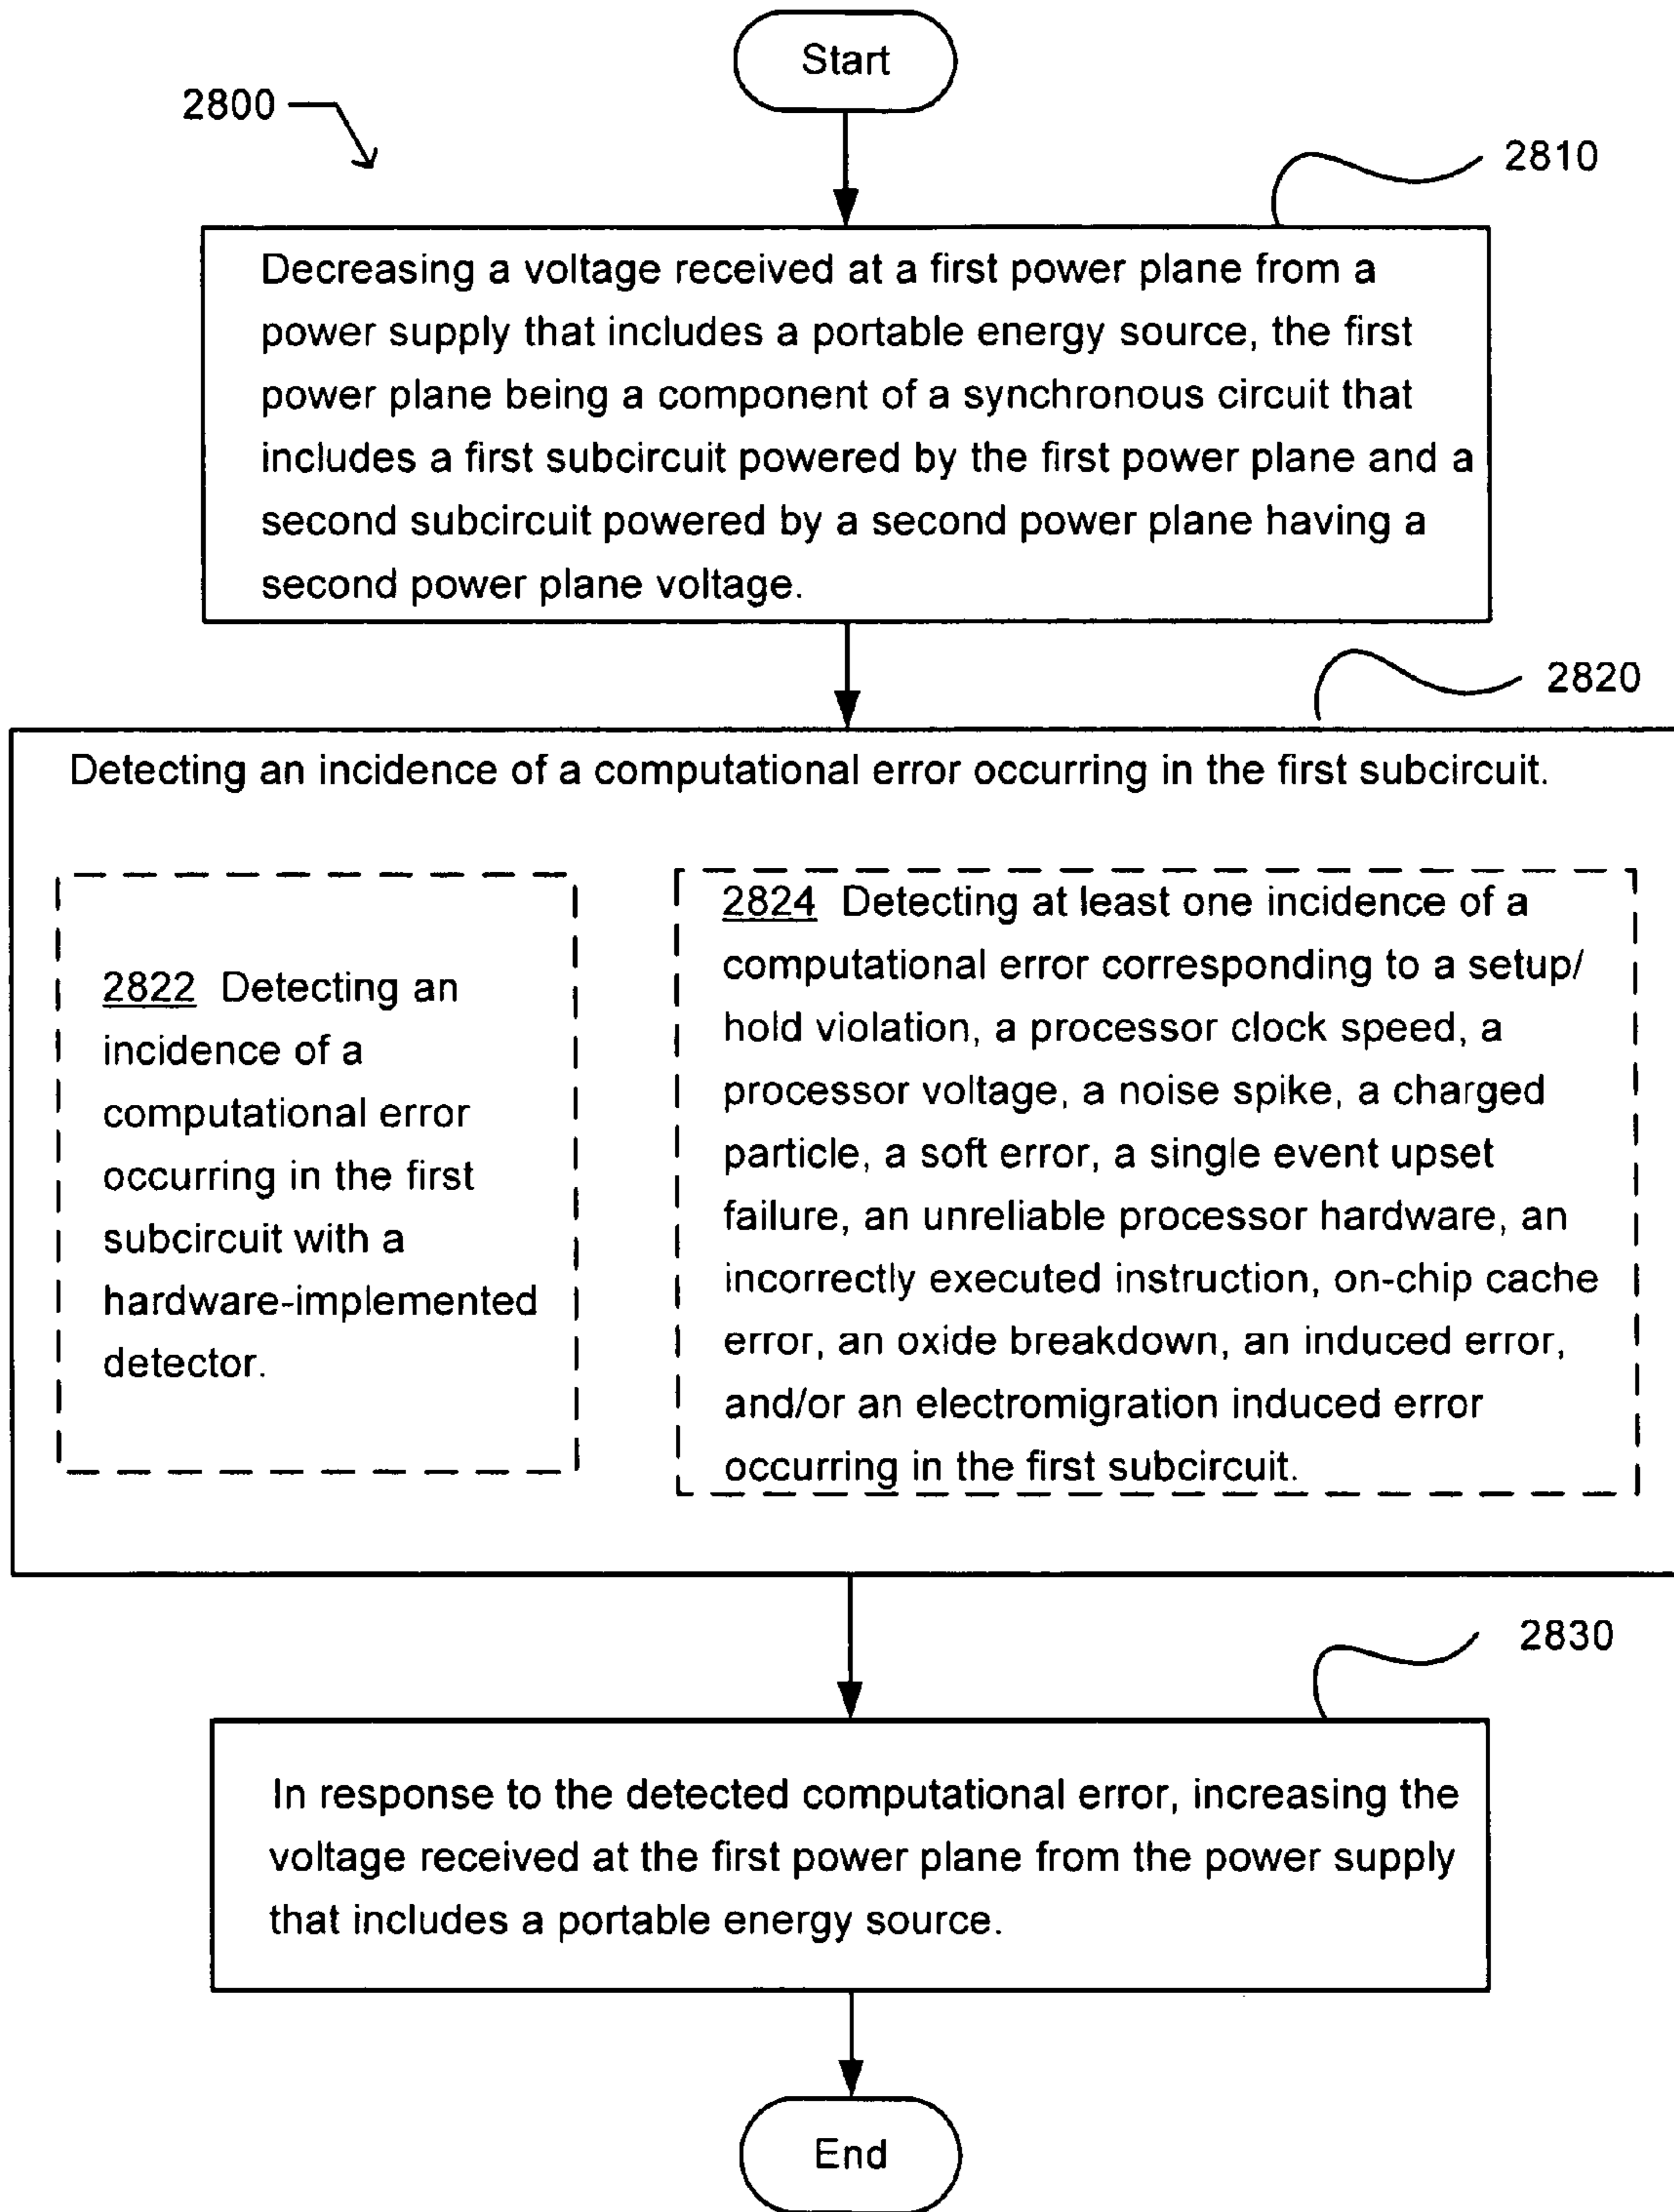 Start
2800
2810
Decreasing a voltage received at a first power plane from a
power supply that includes a portable energy source, the first
power plane being a component of a synchronous circuit that
includes a first subcircuit powered by the first power plane and a
second subcircuit powered by a second power plane having a
second power plane voltage.
2820
Detecting an incidence of a computational error occurring in the first subcircuit.
2822 Detecting an
incidence of a
computational error
occurring in the first
subcircuit with a
hardware-implemented
detector.
2824 Detecting at least one incidence of a
computational error corresponding to a setup/
hold violation, a processor clock speed, a
processor voltage, a noise spike, a charged
particle, a soft error, a single event upset
failure, an unreliable processor hardware, an
incorrectly executed instruction, on-chip cache
error, an oxide breakdown, an induced error,
and/or an electromigration induced error
occurring in the first subcircuit.
2830
In response to the detected computational error, increasing the
voltage received at the first power plane from the power supply
that includes a portable energy source.
End